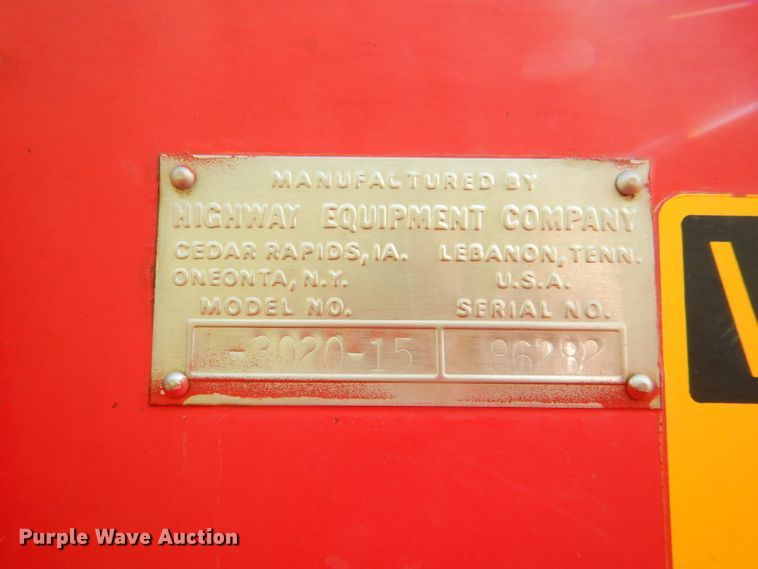 MANUFACTURED BY
HIGHWAY EQUIPMENT COMPANY
CEDAR RAPIDS, IA. LEBANON, TENN.
ONEONTA, N.Y. U.S.A.
MODEL NO. SERIAL NO.
-3020-15 86282
Purple Wave Auction